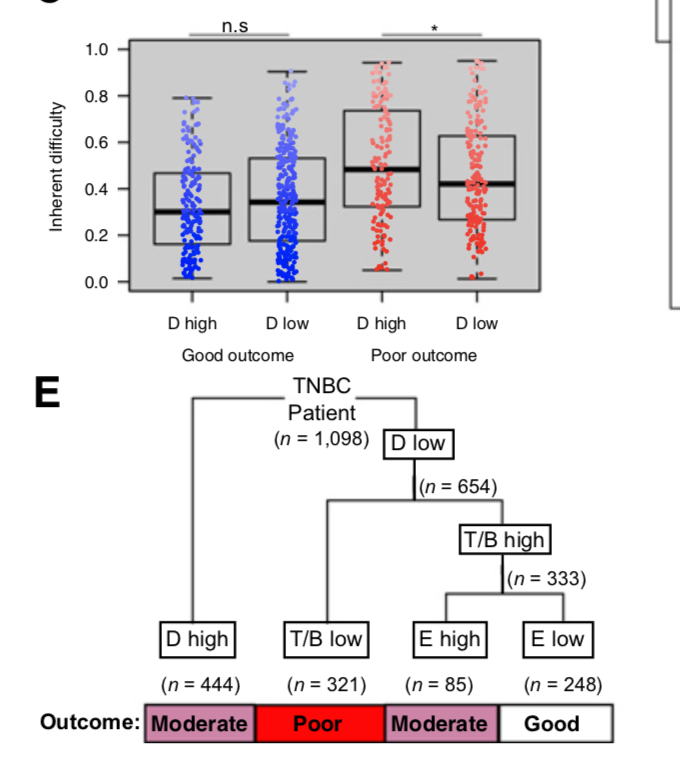 n.s *
1.0
0.8
0.6
0.4
0.2
0.0
Inherent difficulty
D high D low D high D low
Good outcome Poor outcome
E
TNBC
Patient
(n = 1,098)
D low
(n = 654)
T/B high
(n = 333)
D high T/B low E high E low
(n = 444) (n = 321) (n = 85) (n = 248)
Outcome: Moderate Poor Moderate Good